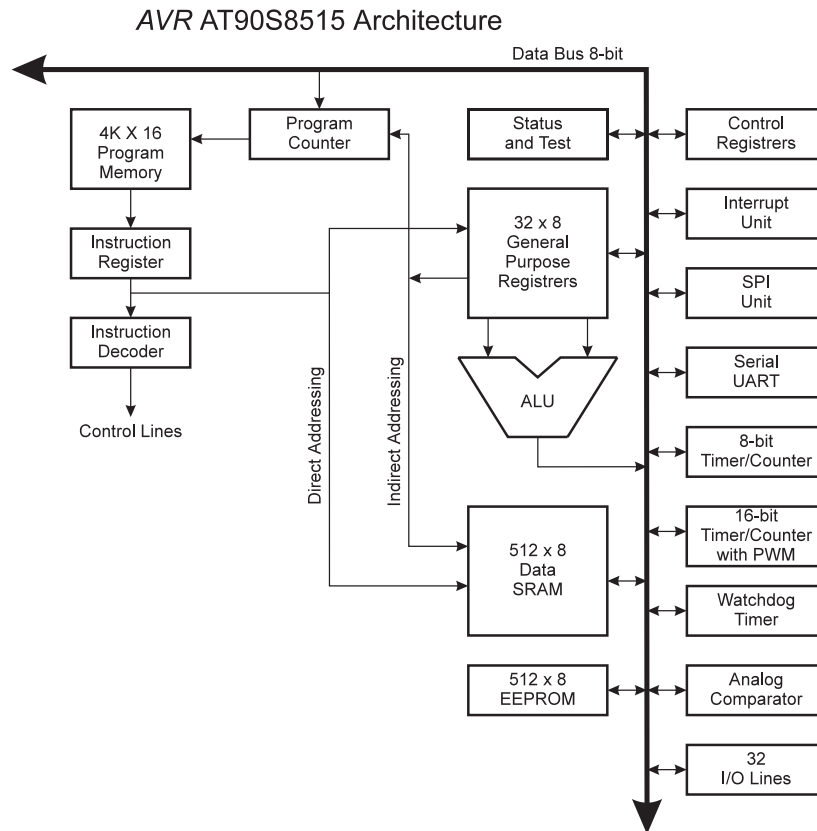 AVR AT90S8515 Architecture
Data Bus 8-bit
4K X 16
Program
Memory
Program
Counter
Status
and Test
Control
Registrers
Instruction
Register
32 x 8
General
Purpose
Registrers
Interrupt
Unit
SPI
Unit
Instruction
Decoder
Control Lines
Direct Addressing
Indirect Addressing
ALU
Serial
UART
8-bit
Timer/Counter
512 x 8
Data
SRAM
16-bit
Timer/Counter
with PWM
Watchdog
Timer
512 x 8
EEPROM
Analog
Comparator
32
I/O Lines